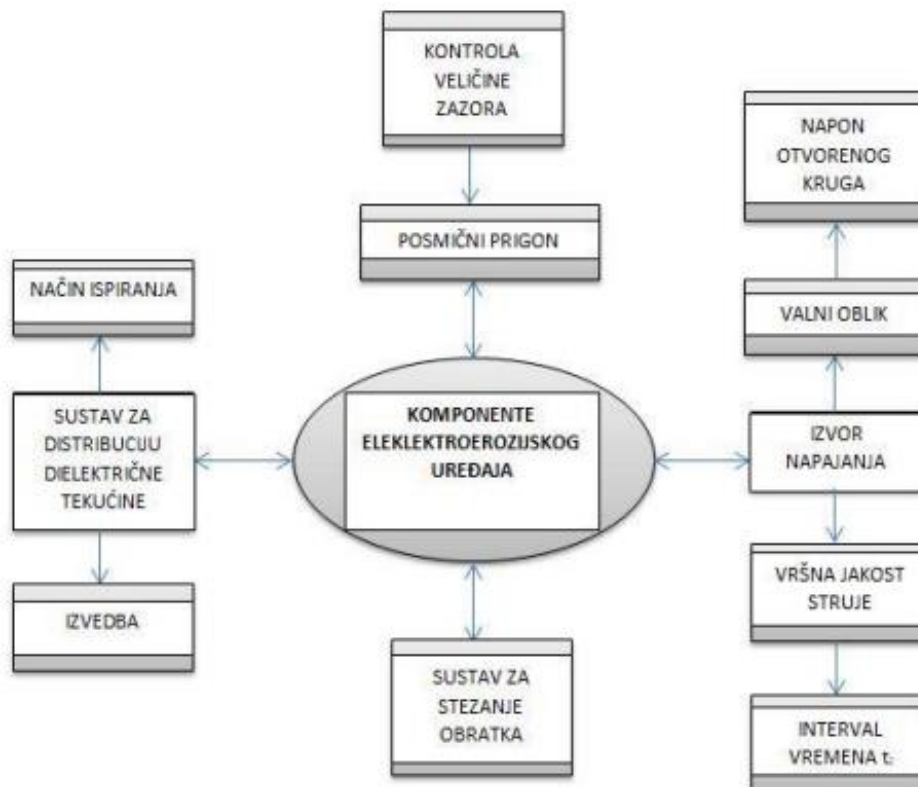 KONTROLA
VELIČINE
ZAZORA
NAPON
OTVORENOG
KRUGA
POSMIČNI PRIGON
NAČIN ISPIRANJA
VALNI OBLIK
SUSTAV ZA
DISTRIBUCIJU
DIELEKTRIČNE
TEKUĆINE
KOMPONENTE
ELEKLEKTROEROZIJSKOG
UREĐAJA
IZVOR
NAPAJANJA
VRŠNA JAKOST
STRUJE
IZVEDBA
SUSTAV ZA
STEZANJE
OBRATKA
INTERVAL
VREMENA